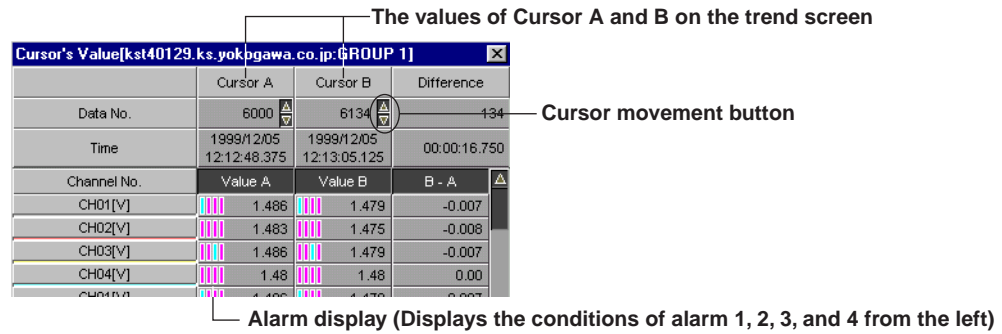 The values of Cursor A and B on the trend screen
Cursor's Value[kst40129.ks.yokogawa.co.jp:GROUP 1]
Cursor A Cursor B Difference
Data No. 6000 6134 134
Cursor movement button
Time 1999/12/05 12:12:48.375 1999/12/05 12:13:05.125 00:00:16.750
Channel No. Value A Value B B - A
CH01[V] 1.486 1.479 -0.007
CH02[V] 1.483 1.475 -0.008
CH03[V] 1.486 1.479 -0.007
CH04[V] 1.48 1.48 0.00
Alarm display (Displays the conditions of alarm 1, 2, 3, and 4 from the left)